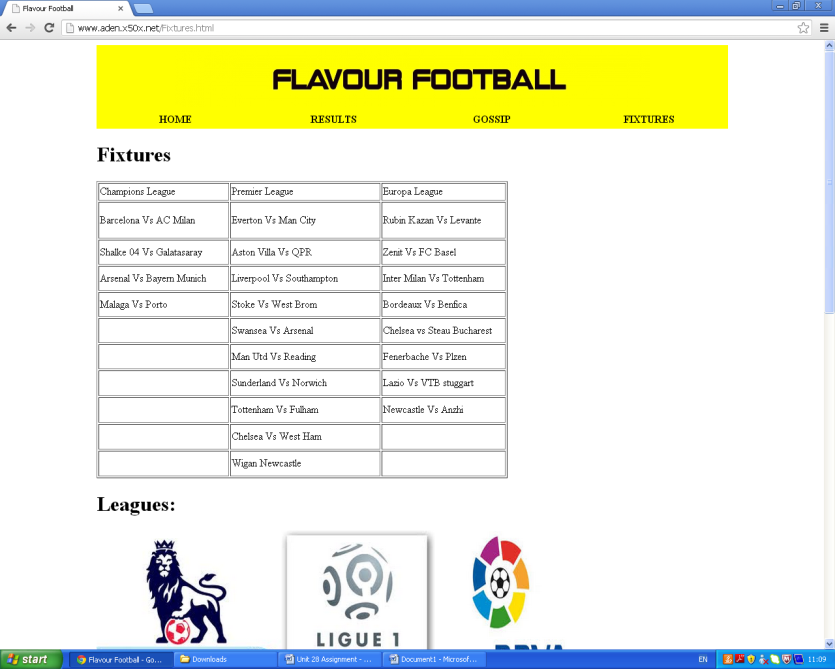 Flavour Football
www.aden.x50x.net/Fixtures.html
FLAVOUR FOOTBALL
HOME RESULTS GOSSIP FIXTURES
Fixtures
Champions League Premier League Europa League
Barcelona Vs AC Milan Everton Vs Man City Rubin Kazan Vs Levante
Shalke 04 Vs Galatasaray Aston Villa Vs QPR Zenit Vs FC Basel
Arsenal Vs Bayern Munich Liverpool Vs Southampton Inter Milan Vs Tottenham
Malaga Vs Porto Stoke Vs West Brom Bordeaux Vs Benfica
Swansea Vs Arsenal Chelsea vs Steau Bucharest
Man Utd Vs Reading Fenerbache Vs Plzen
Sunderland Vs Norwich Lazio Vs VTB stuggart
Tottenham Vs Fulham Newcastle Vs Anzhi
Chelsea Vs West Ham
Wigan Newcastle
Leagues:
LIGUE 1
BBVA
start Flavour Football - Go... Downloads Unit 28 Assignment - ... Document1 - Microsof... EN 11:09